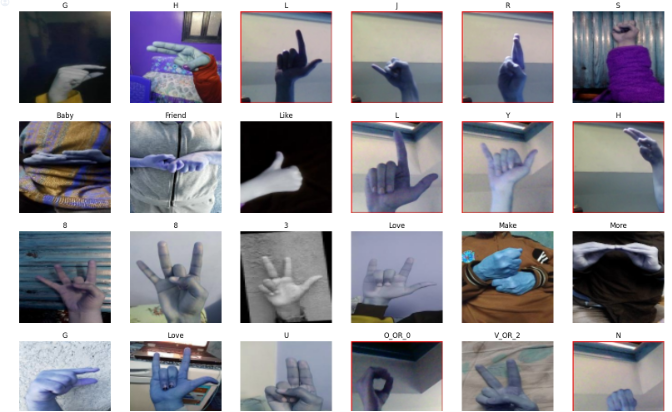 G H L J R S
Baby Friend Like L Y H
8 8 3 Love Make More
G Love U O_OR_0 V_OR_2 N